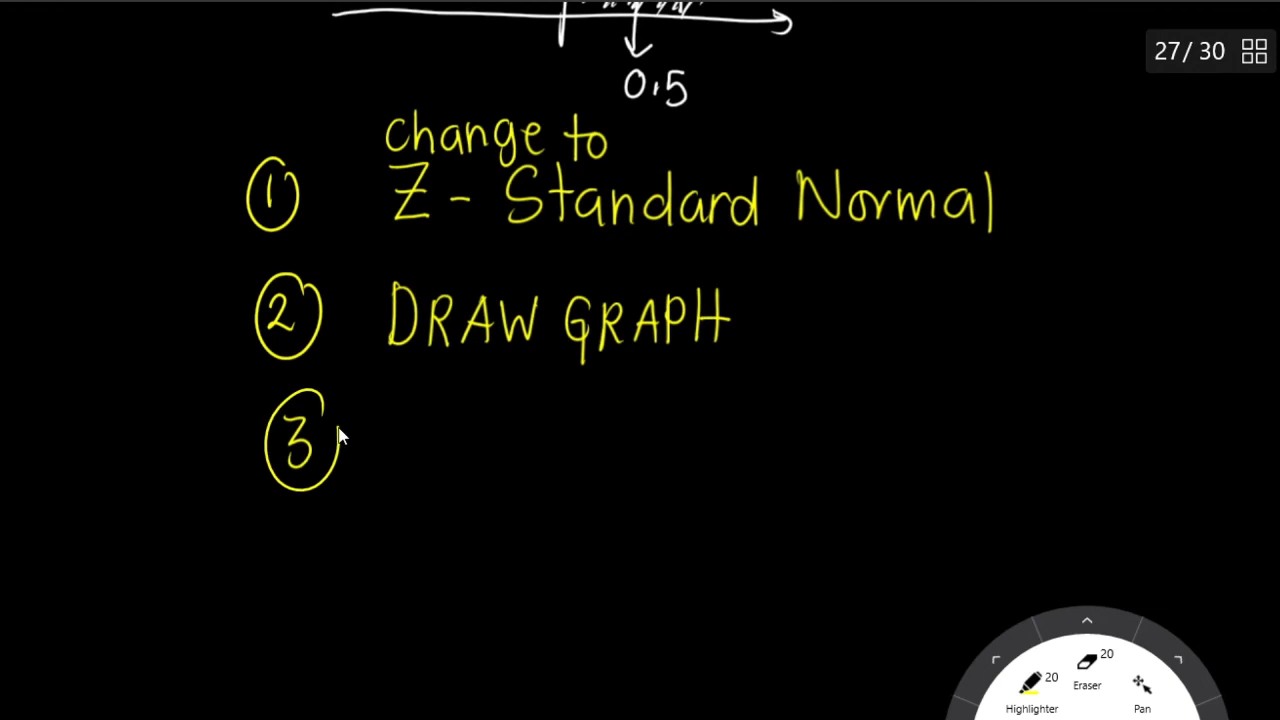 27/ 30
0.5
change to
① Z - Standard Normal
② DRAW GRAPH
③
20
20
Eraser
Highlighter
Pan